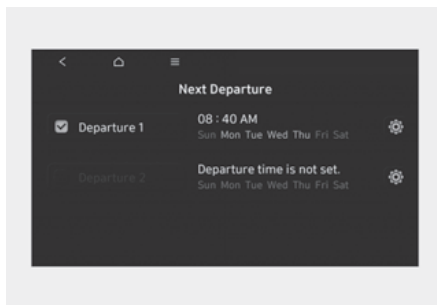 Next Departure
Departure 1
08 : 40 AM
Sun Mon Tue Wed Thu Fri Sat
Departure 2
Departure time is not set.
Sun Mon Tue Wed Thu Fri Sat